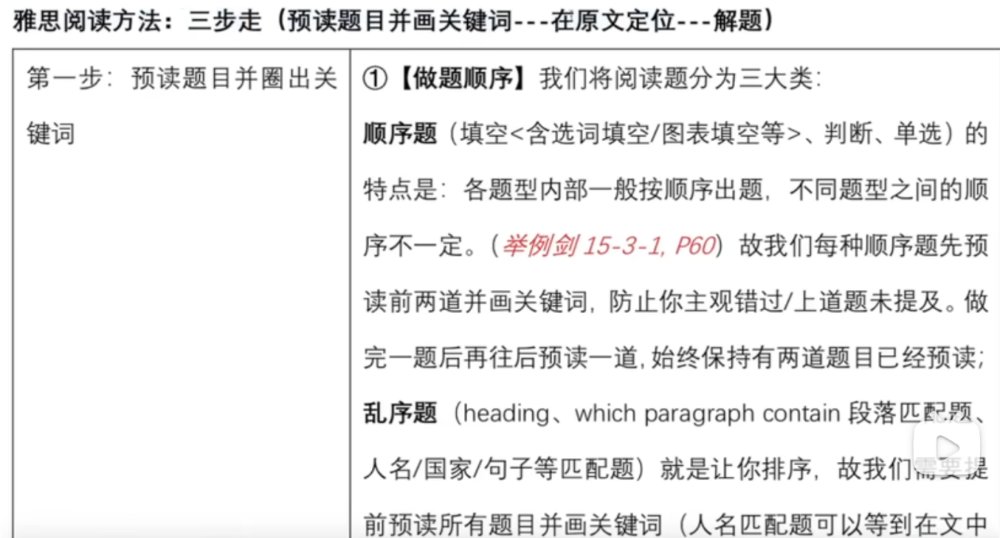 雅思阅读方法：三步走（预读题目并画关键词---在原文定位---解题）
第一步：预读题目并圈出关
键词
①【做题顺序】我们将阅读题分为三大类：
顺序题（填空<含选词填空/图表填空等>、判断、单选）的
特点是：各题型内部一般按顺序出题，不同题型之间的顺
序不一定。（举例剑 15-3-1, P60）故我们每种顺序题先预
读前两道并画关键词，防止你主观错过/上道题未提及。做
完一题后再往后预读一道,始终保持有两道题目已经预读；
乱序题（heading、which paragraph contain 段落匹配题、
人名/国家/句子等匹配题）就是让你排序，故我们需要提
前预读所有题目并画关键词（人名匹配题可以等到在文中